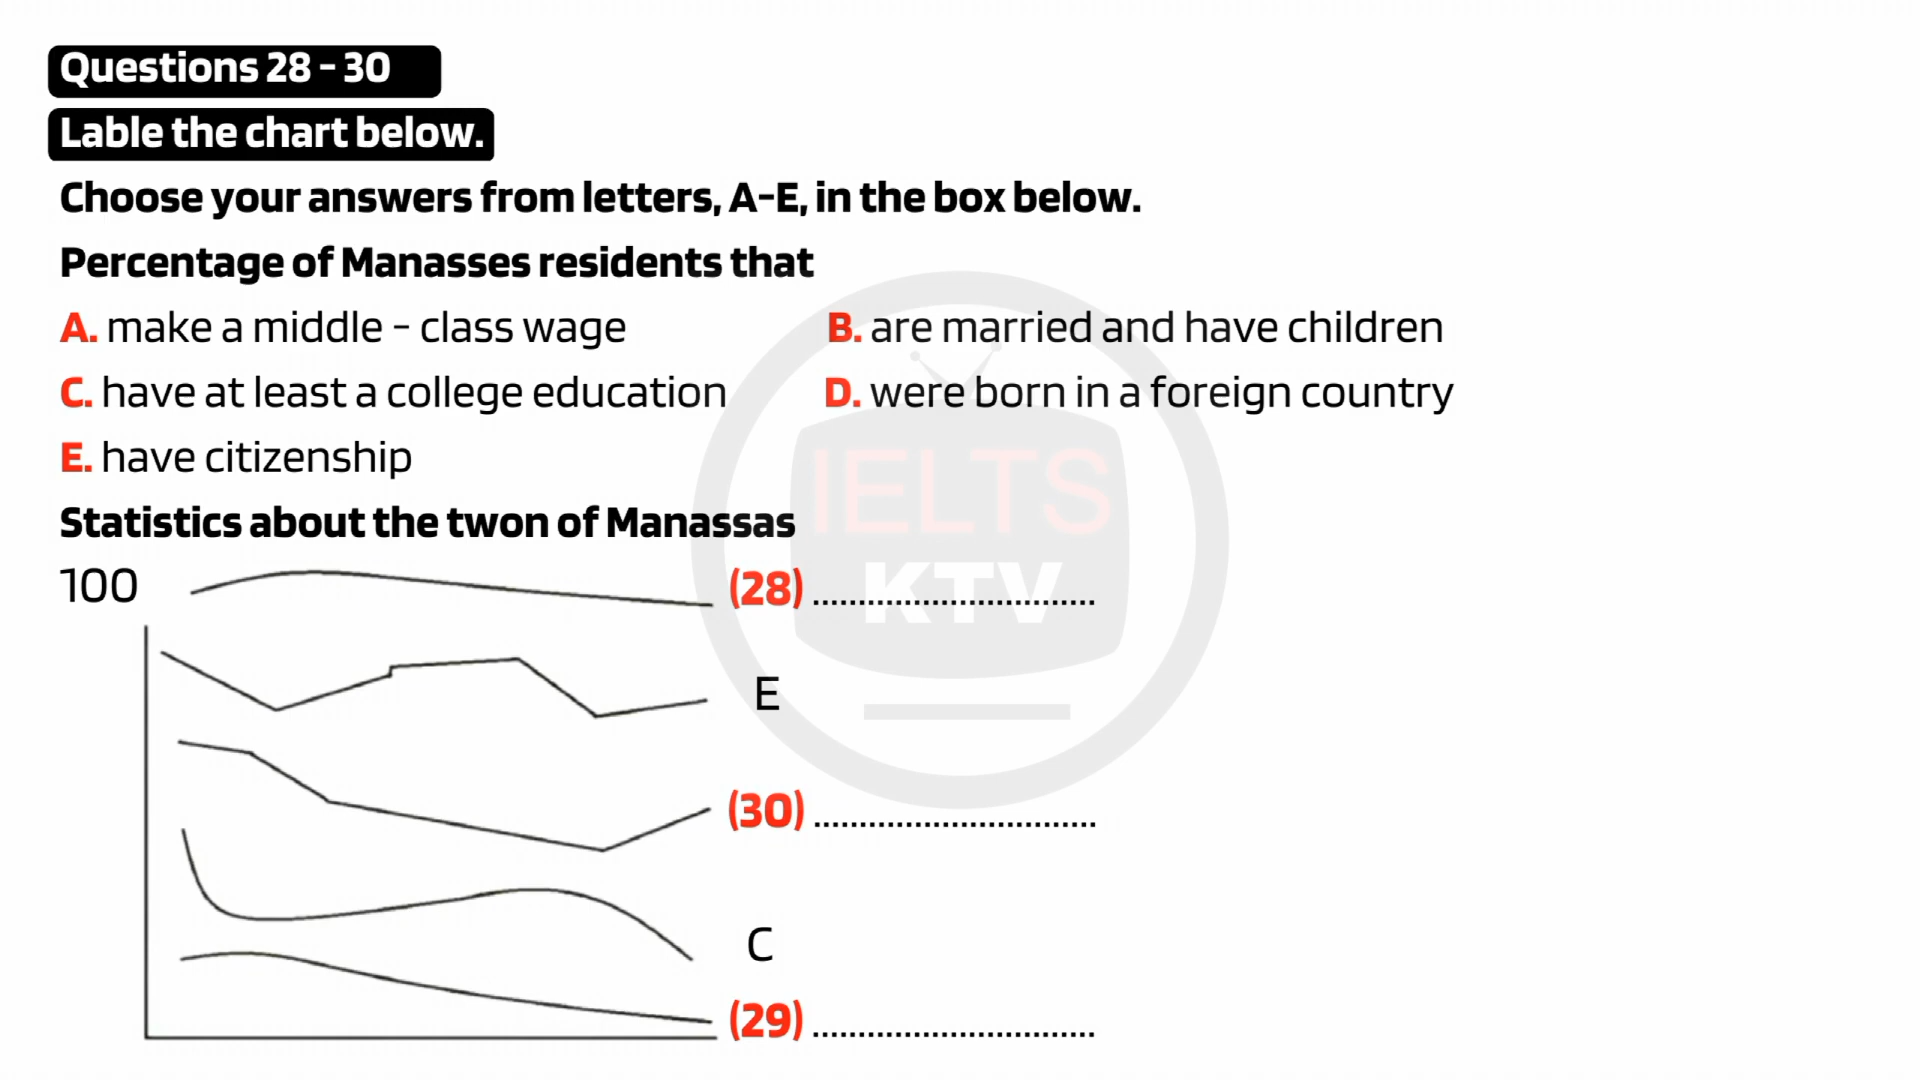 Questions 28 – 30
Lable the chart below.
Choose your answers from letters, A–E, in the box below.
Percentage of Manasses residents that
A. make a middle – class wage B. are married and have children
C. have at least a college education D. were born in a foreign country
E. have citizenship
IELTS
Statistics about the twon of Manassas
100 (28) ...............................
KTV
E
(30) ...............................
C
(29) ...............................